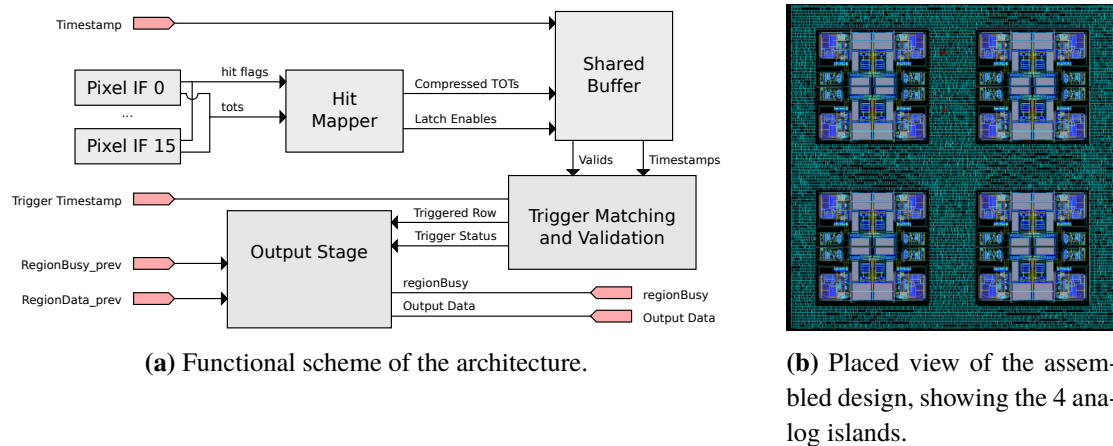 Timestamp
Pixel IF 0
...
Pixel IF 15
hit flags
tots
Hit
Mapper
Compressed TOTs
Latch Enables
Shared
Buffer
Valids
Timestamps
Trigger Timestamp
Triggered Row
Trigger Status
Trigger Matching
and Validation
Output Stage
RegionBusy_prev
RegionData_prev
regionBusy
Output Data
regionBusy
Output Data
(a) Functional scheme of the architecture.
(b) Placed view of the assem-
bled design, showing the 4 ana-
log islands.